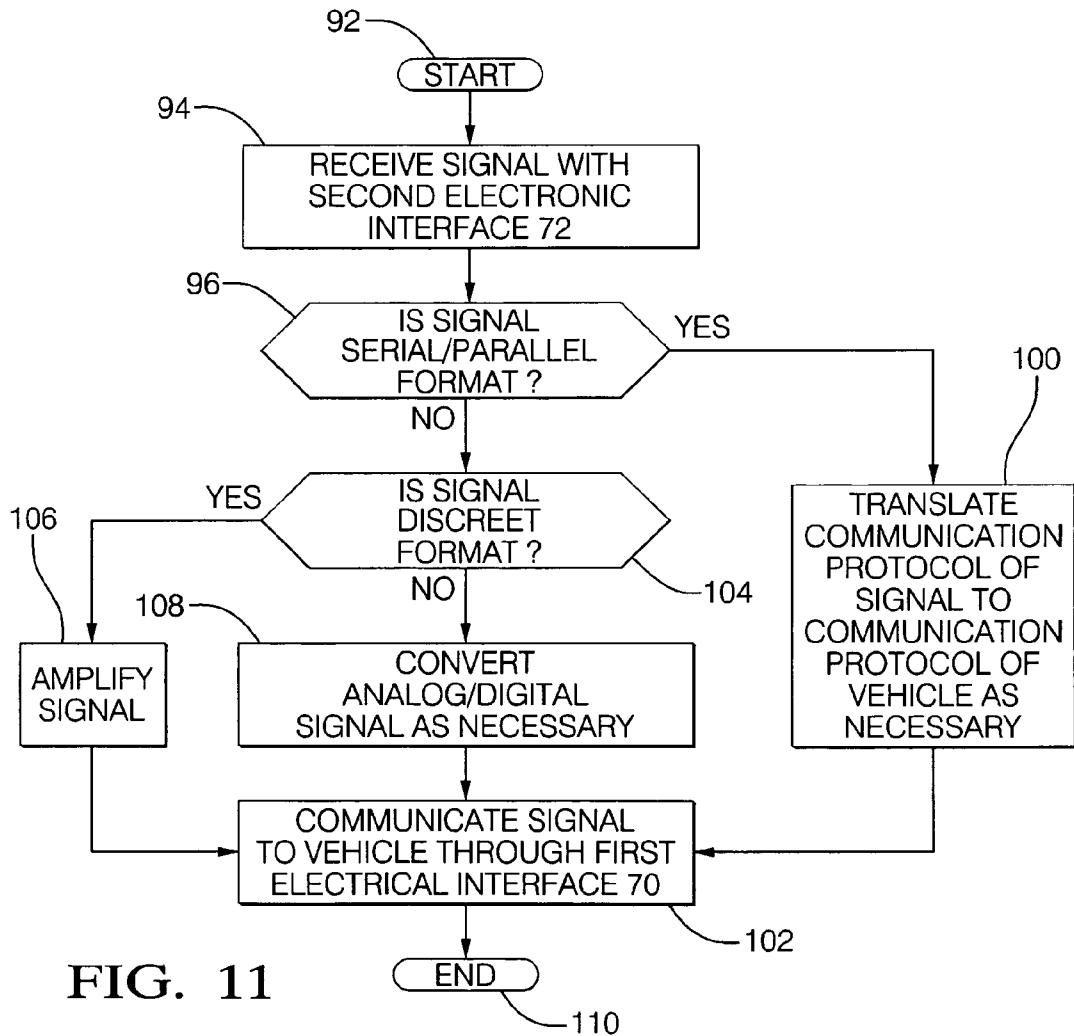 92
START
94
RECEIVE SIGNAL WITH
SECOND ELECTRONIC
INTERFACE 72
96
IS SIGNAL
SERIAL/PARALLEL
FORMAT ?
YES
NO
100
TRANSLATE
COMMUNICATION
PROTOCOL OF
SIGNAL TO
COMMUNICATION
PROTOCOL OF
VEHICLE AS
NECESSARY
YES
IS SIGNAL
DISCREET
FORMAT ?
104
NO
106
AMPLIFY
SIGNAL
108
CONVERT
ANALOG/DIGITAL
SIGNAL AS NECESSARY
COMMUNICATE SIGNAL
TO VEHICLE THROUGH FIRST
ELECTRICAL INTERFACE 70
102
END
110
FIG. 11